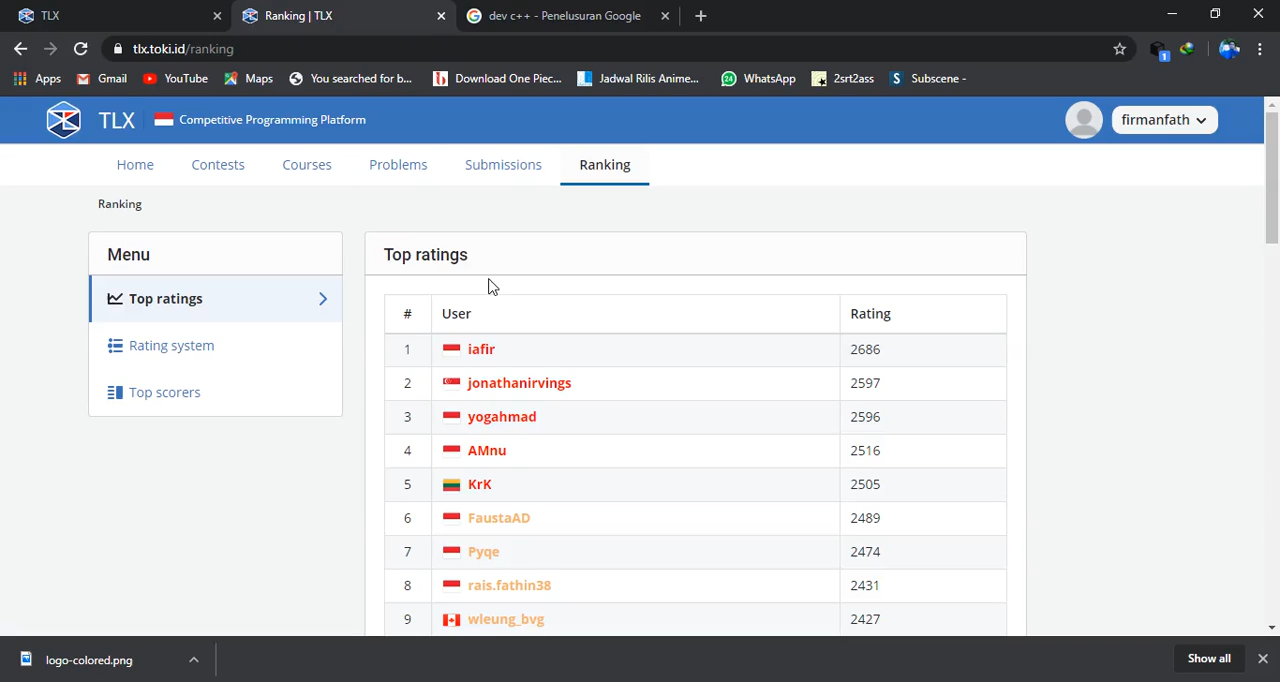 TLX
Ranking | TLX
dev c++ - Penelusuran Google
tlx.toki.id/ranking
1
Apps
Gmail
YouTube
Maps
You searched for b...
Download One Piec...
Jadwal Rilis Anime...
24
WhatsApp
2srt2ass
S
Subscene -
TLX
Competitive Programming Platform
firmanfath
Home
Contests
Courses
Problems
Submissions
Ranking
Ranking
Menu
Top ratings
Rating system
Top scorers
Top ratings
# User Rating
1 iafir 2686
2 jonathanirvings 2597
3 yogahmad 2596
4 AMnu 2516
5 KrK 2505
6 FaustaAD 2489
7 Pyqe 2474
8 rais.fathin38 2431
9 wleung_bvg 2427
logo-colored.png
Show all